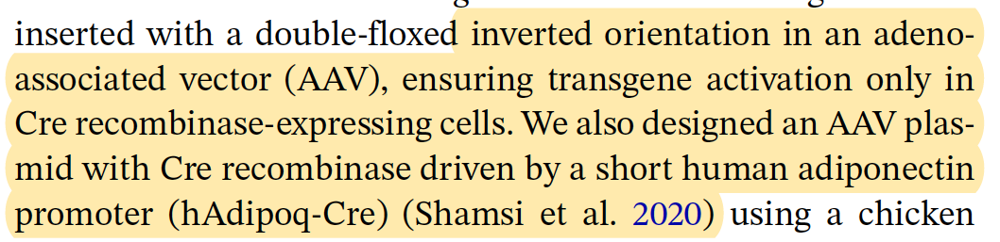 inserted with a double-floxed inverted orientation in an adeno-
associated vector (AAV), ensuring transgene activation only in
Cre recombinase-expressing cells. We also designed an AAV plas-
mid with Cre recombinase driven by a short human adiponectin
promoter (hAdipoq-Cre) (Shamsi et al. 2020) using a chicken